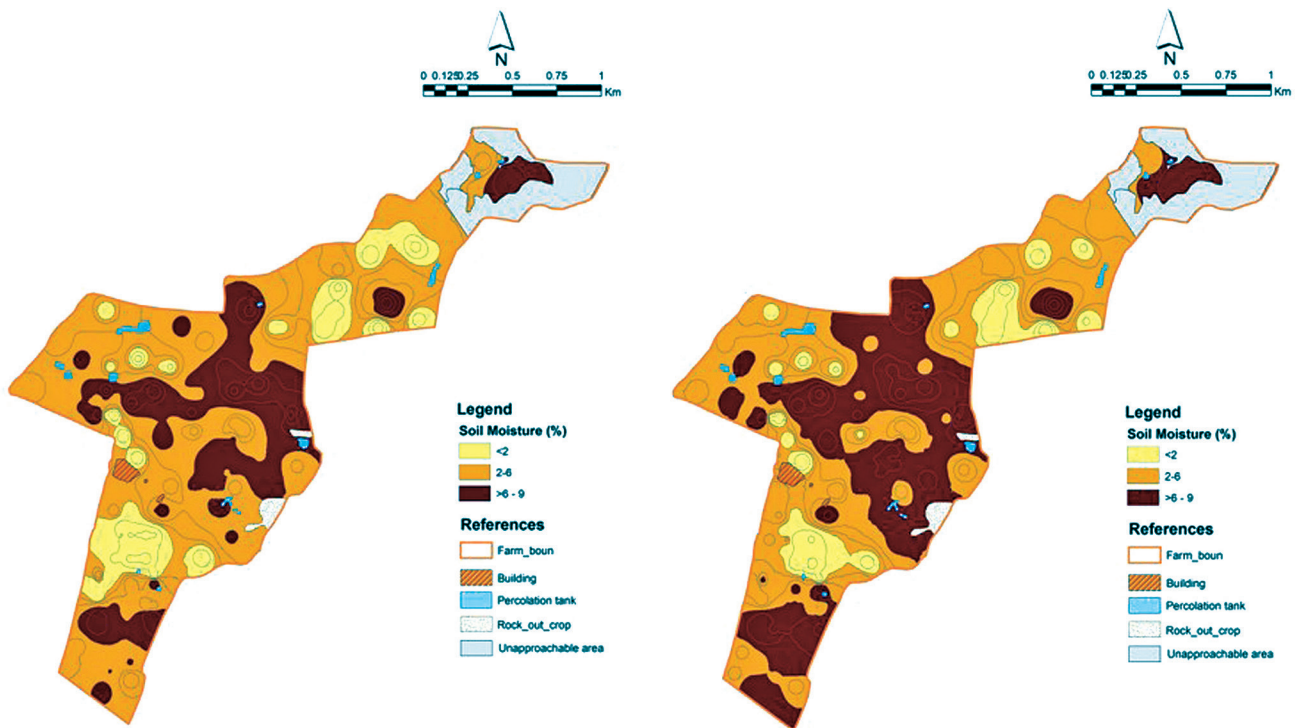 N
0 0.125 0.25 0.5 0.75 1
Km
Legend
Soil Moisture (%)
<2
2-6
>6 - 9
References
Farm_boun
Building
Percolation tank
Rock_out_crop
Unapproachable area
N
0 0.125 0.25 0.5 0.75 1
Km
Legend
Soil Moisture (%)
<2
2-6
>6 - 9
References
Farm_boun
Building
Percolation tank
Rock_out_crop
Unapproachable area